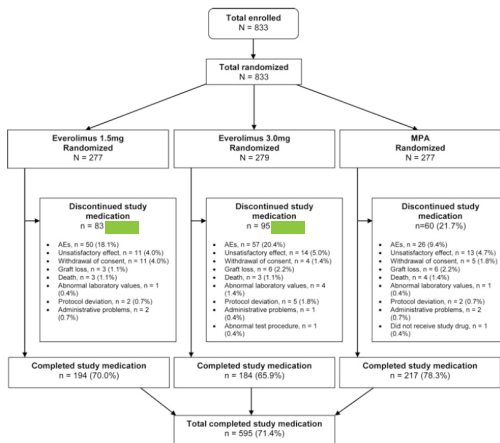 Total enrolled
N = 833
Total randomized
N = 833
Everolimus 1.5mg
Randomized
N = 277
Everolimus 3.0mg
Randomized
N = 279
MPA
Randomized
N = 277
Discontinued study
medication
n = 83
• AEs, n = 50 (18.1%)
• Unsatisfactory effect, n = 11 (4.0%)
• Withdrawal of consent, n = 11 (4.0%)
• Graft loss, n = 3 (1.1%)
• Death, n = 3 (1.1%)
• Abnormal laboratory values, n = 1
(0.4%)
• Protocol deviation, n = 2 (0.7%)
• Administrative problems, n = 2
(0.7%)
Discontinued study
medication
n = 95
• AEs, n = 57 (20.4%)
• Unsatisfactory effect, n = 14 (5.0%)
• Withdrawal of consent, n = 4 (1.4%)
• Graft loss, n = 6 (2.2%)
• Death, n = 3 (1.1%)
• Abnormal laboratory values, n = 4
(1.4%)
• Protocol deviation, n = 5 (1.8%)
• Administrative problems, n = 1
(0.4%)
• Abnormal test procedure, n = 1
(0.4%)
Discontinued study
medication
n=60 (21.7%)
• AEs, n = 26 (9.4%)
• Unsatisfactory effect, n = 13 (4.7%)
• Withdrawal of consent, n = 5 (1.8%)
• Graft loss, n = 6 (2.2%)
• Death, n = 4 (1.4%)
• Abnormal laboratory values, n = 1
(0.4%)
• Protocol deviation, n = 2 (0.7%)
• Administrative problems, n = 2
(0.7%)
• Did not receive study drug, n = 1
(0.4%)
Completed study medication
n = 194 (70.0%)
Completed study medication
n = 184 (65.9%)
Completed study medication
n = 217 (78.3%)
Total completed study medication
n = 595 (71.4%)